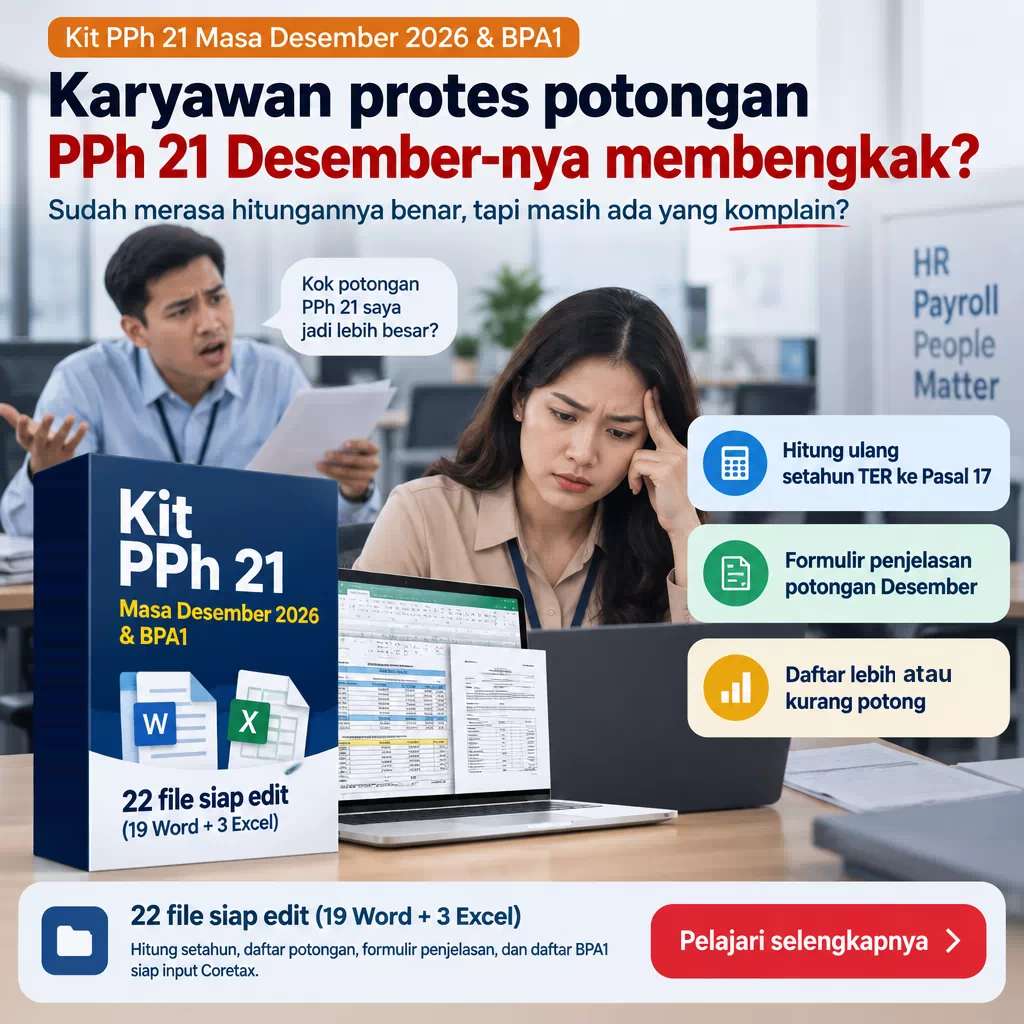 Kit PPh 21 Masa Desember 2026 & BPA1
Karyawan protes potongan
PPh 21 Desember-nya membengkak?
Sudah merasa hitungannya benar, tapi masih ada yang komplain?
Kok potongan
PPh 21 saya
jadi lebih besar?
HR
Payroll
People
Matter
Hitung ulang
setahun TER ke Pasal 17
Formulir penjelasan
potongan Desember
Daftar lebih atau
kurang potong
Kit
PPh 21
Masa Desember 2026
& BPA1
W
X
22 file siap edit
(19 Word + 3 Excel)
22 file siap edit (19 Word + 3 Excel)
Hitung setahun, daftar potongan, formulir penjelasan, dan daftar BPA1
siap input Coretax.
Pelajari selengkapnya